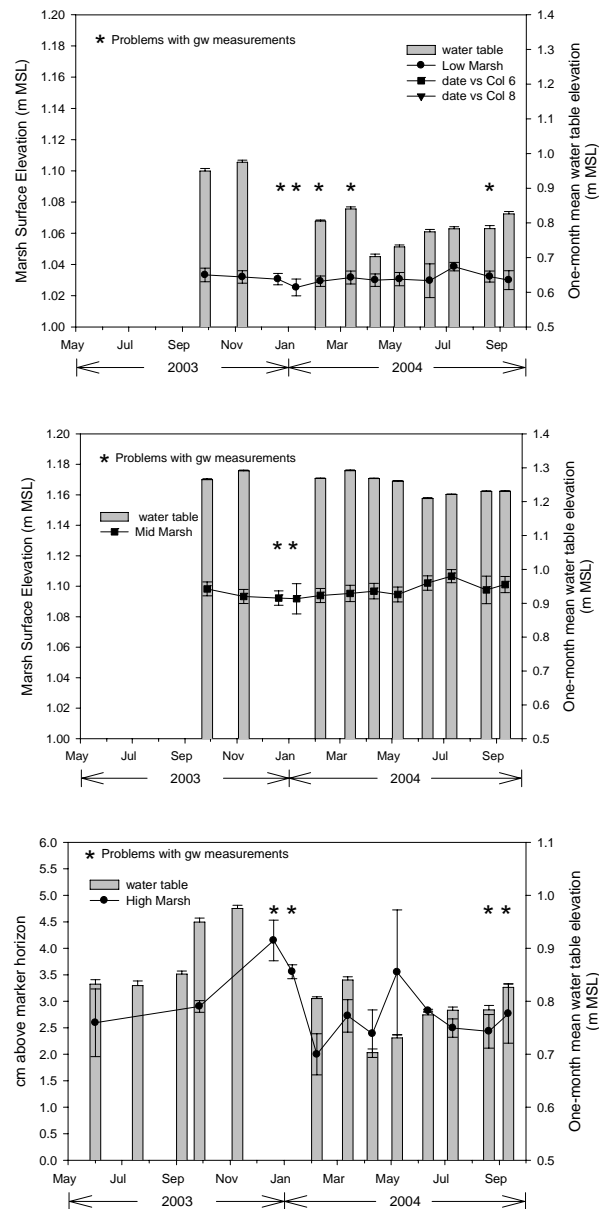 * Problems with gw measurements
water table
Low Marsh
date vs Col 6
date vs Col 8
Marsh Surface Elevation (m MSL)
1.20
1.18
1.16
1.14
1.12
1.10
1.08
1.06
1.04
1.02
1.00
* * * * *
1.4
1.3
1.2
1.1
1.0
0.9
0.8
0.7
0.6
0.5
One-month mean water table elevation
(m MSL)
May Jul Sep Nov Jan Mar May Jul Sep
2003 2004
* Problems with gw measurements
water table
Mid Marsh
Marsh Surface Elevation (m MSL)
1.20
1.18
1.16
1.14
1.12
1.10
1.08
1.06
1.04
1.02
1.00
* *
1.4
1.3
1.2
1.1
1.0
0.9
0.8
0.7
0.6
0.5
One-month mean water table elevation
(m MSL)
May Jul Sep Nov Jan Mar May Jul Sep
2003 2004
* Problems with gw measurements
water table
High Marsh
cm above marker horizon
6.0
5.5
5.0
4.5
4.0
3.5
3.0
2.5
2.0
1.5
1.0
0.5
0.0
* * * *
1.1
1.0
0.9
0.8
0.7
0.6
0.5
One-month mean water table elevation
(m MSL)
May Jul Sep Nov Jan Mar May Jul Sep
2003 2004